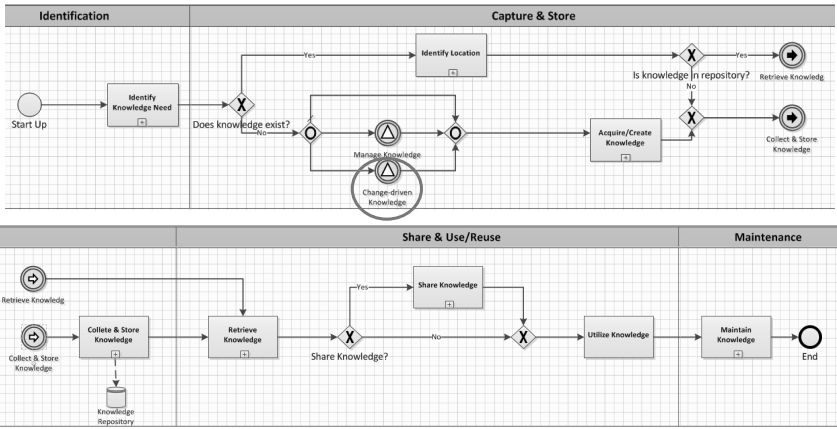 Identification
Capture & Store
Start Up
Identify
Knowledge Need
Does knowledge exist?
Yes
Identify Location
Is knowledge in repository?
Yes
Retrieve Knowledg
No
No
Manage Knowledge
Change-driven
Knowledge
Acquire/Create
Knowledge
Collect & Store
Knowledge
Share & Use/Reuse
Maintenance
Retrieve Knowledg
Collect & Store
Knowledge
Collete & Store
Knowledge
Knowledge
Repository
Retrieve
Knowledge
Share Knowledge?
Yes
Share Knowledge
No
Utilize Knowledge
Maintain
Knowledge
End